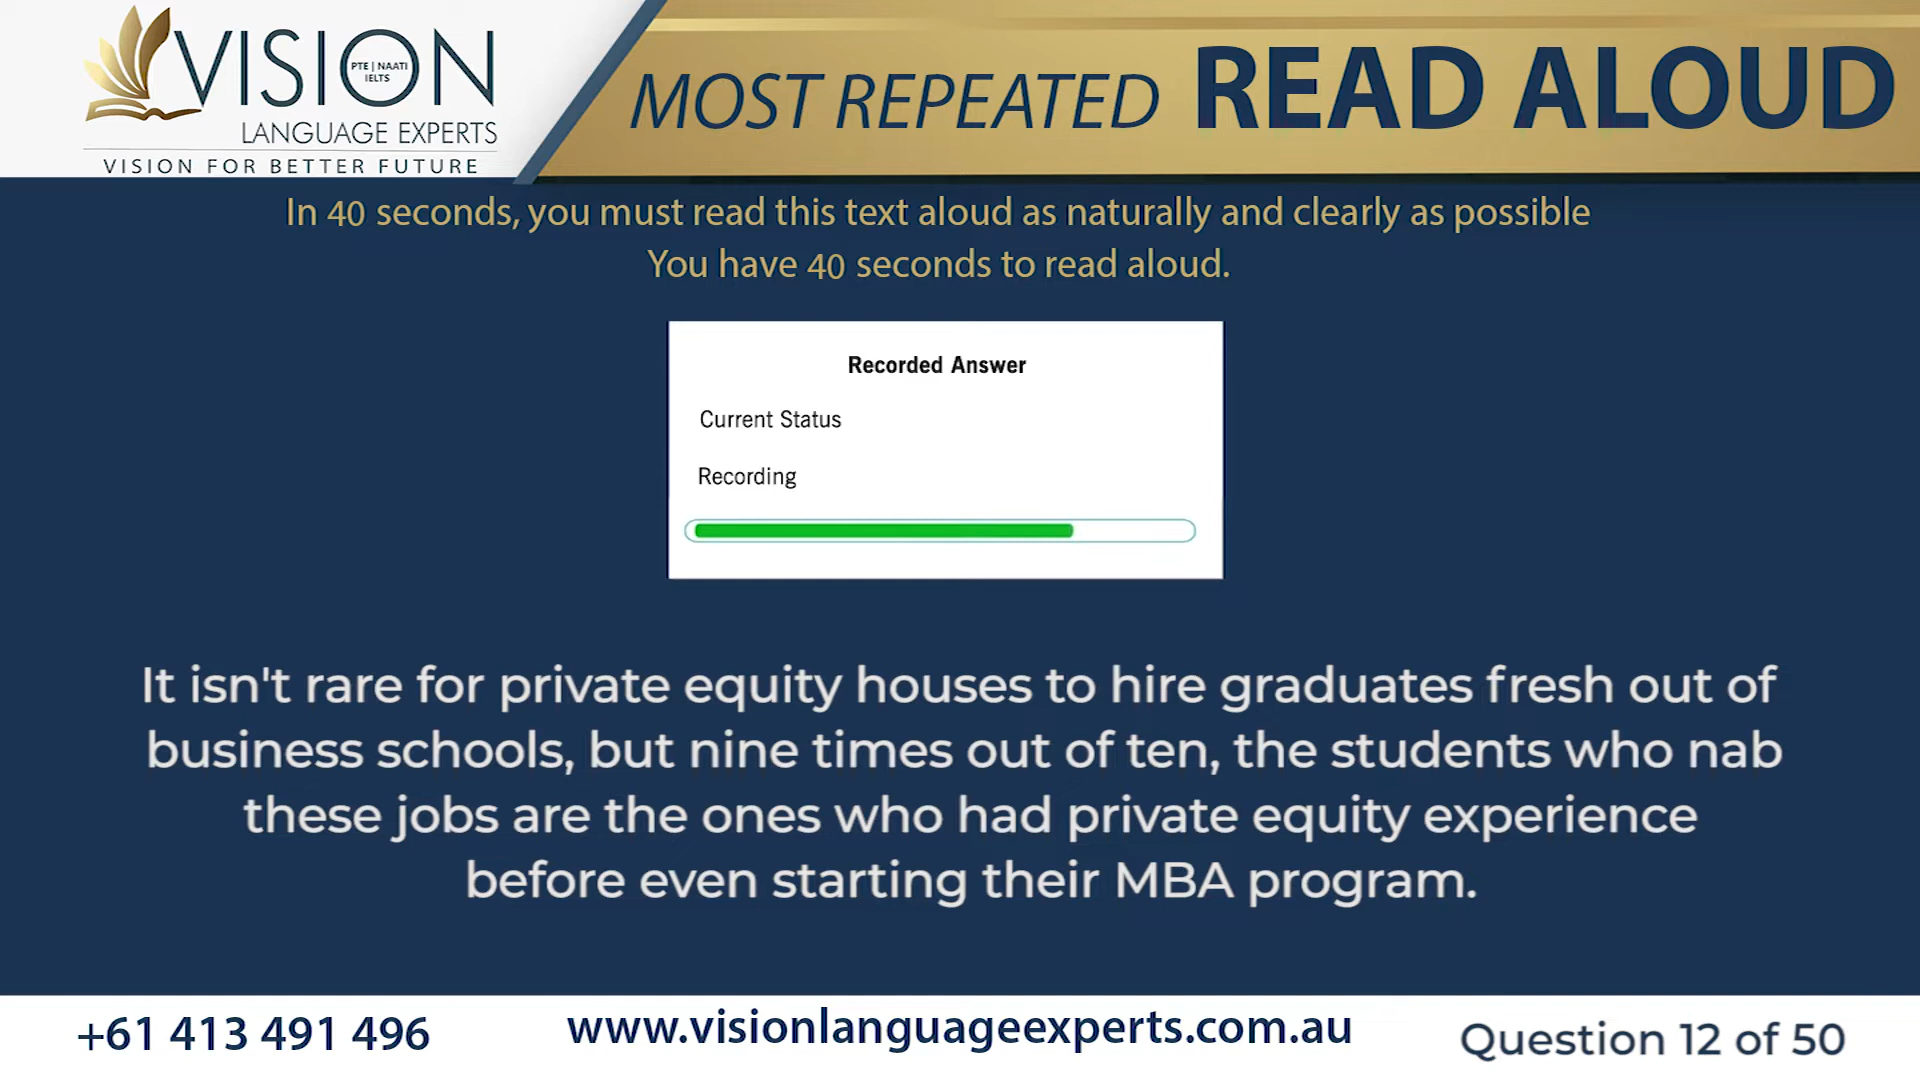 VISION
PTE | NAATI
IELTS
LANGUAGE EXPERTS
VISION FOR BETTER FUTURE
MOST REPEATED READ ALOUD
In 40 seconds, you must read this text aloud as naturally and clearly as possible
You have 40 seconds to read aloud.
Recorded Answer
Current Status
Recording
It isn't rare for private equity houses to hire graduates fresh out of
business schools, but nine times out of ten, the students who nab
these jobs are the ones who had private equity experience
before even starting their MBA program.
+61 413 491 496
www.visionlanguageexperts.com.au
Question 12 of 50